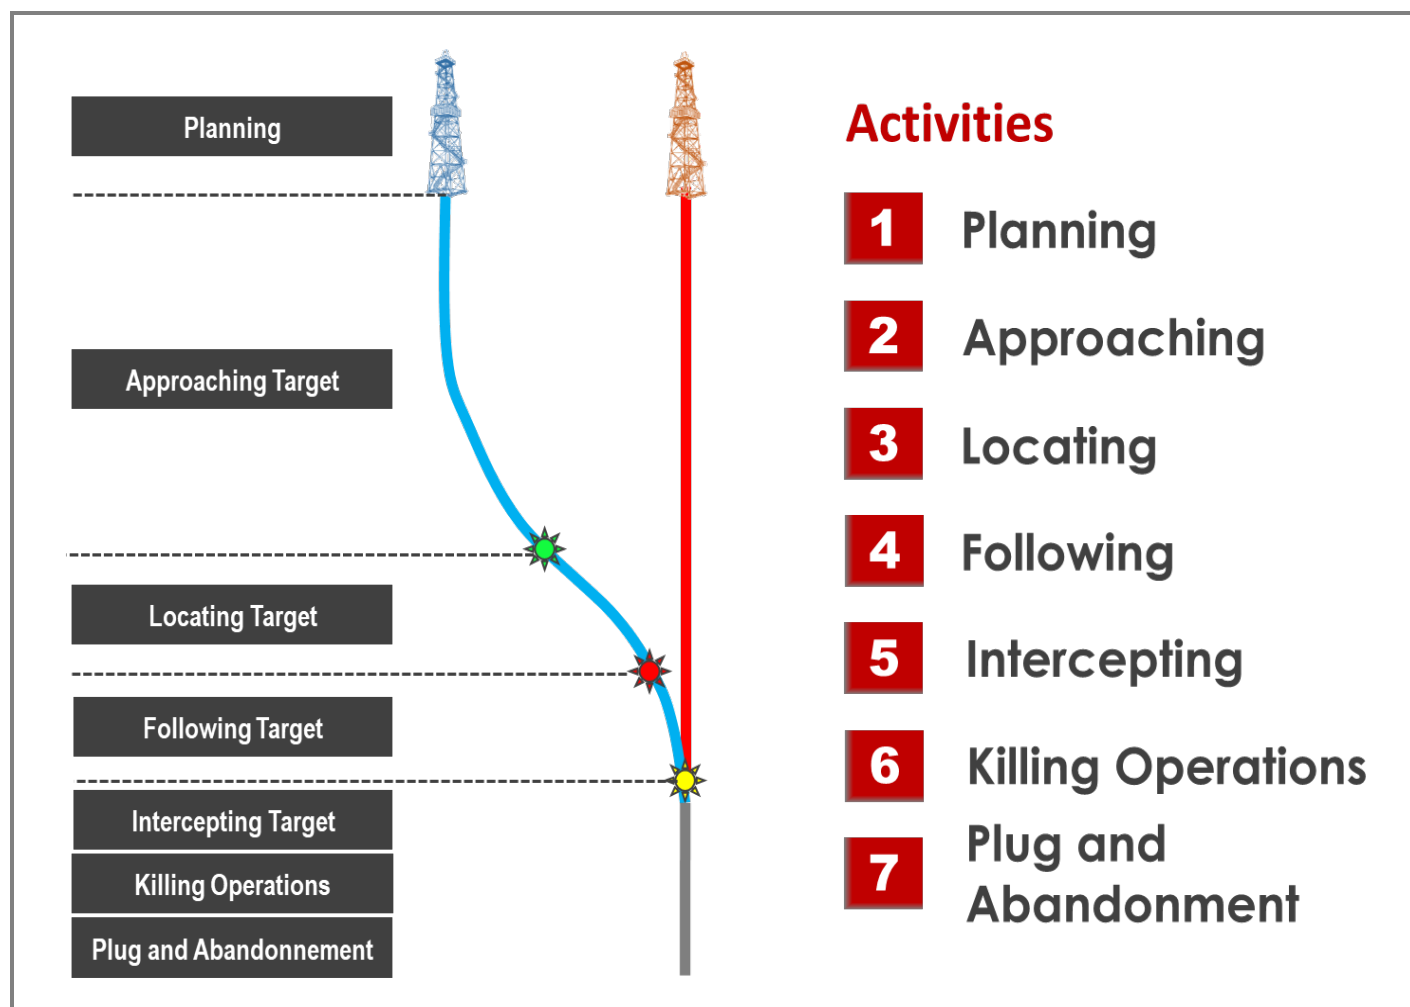 Planning
Approaching Target
Locating Target
Following Target
Intercepting Target
Killing Operations
Plug and Abandonnement
Activities
1 Planning
2 Approaching
3 Locating
4 Following
5 Intercepting
6 Killing Operations
7 Plug and
Abandonment